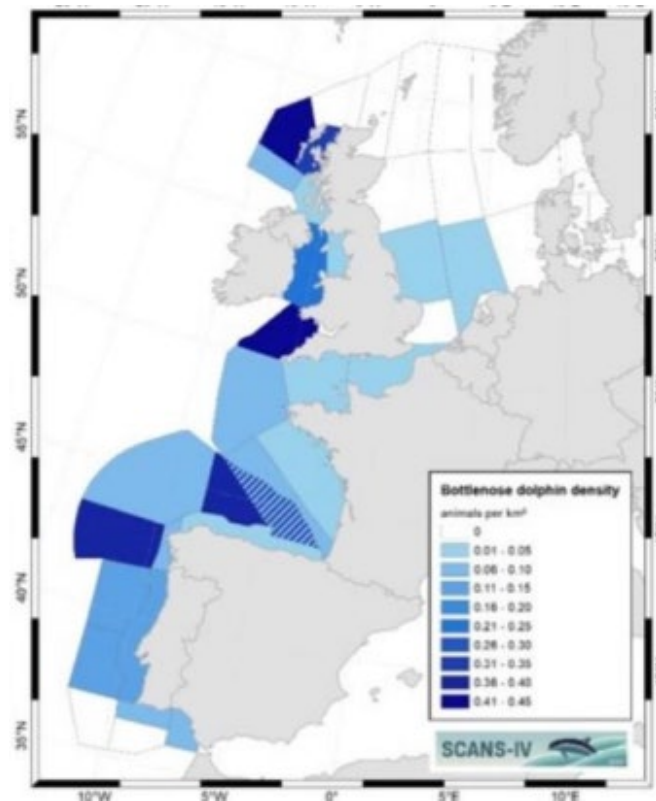 55°N
50°N
45°N
40°N
35°N
10°W
5°W
0°
5°E
10°E
Bottlenose dolphin density
animals per km²
0
0.01 - 0.05
0.06 - 0.10
0.11 - 0.15
0.16 - 0.20
0.21 - 0.25
0.26 - 0.30
0.31 - 0.35
0.36 - 0.40
0.41 - 0.45
SCANS-IV